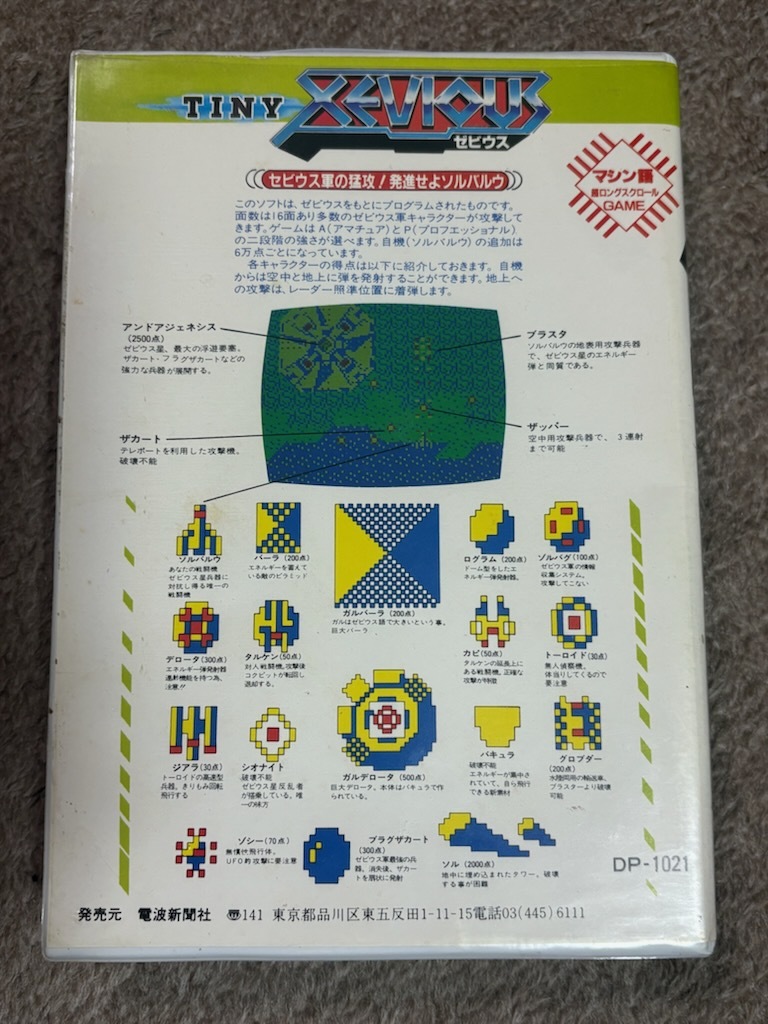 TINY XEVIOUS
ゼビウス
セビウス軍の猛攻!発進せよソルバルウ
マシン語
縦ロングスクロール
GAME
このソフトは、ゼビウスをもとにプログラムされたものです。
面数は16面あり多数のゼビウス軍キャラクターが攻撃して
きます。ゲームはA(アマチュア)とP(プロフェッショナル)
の二段階の強さが選べます。自機(ソルバルウ)の追加は
6万点ごとになっています。
各キャラクターの得点は以下に紹介しておきます。自機
からは空中と地上に弾を発射することができます。地上へ
の攻撃は、レーダー照準位置に着弾します。
アンドアジェネシス
(2500点)
ゼビウス星、最大の浮遊要塞。
ザカート・ブラグザカートなどの
強力な兵器が展開する。
ブラスタ
ソルバルウの地表用攻撃兵器
で、ゼビウス星のエネルギー
弾と同質である。
ザカート
テレポートを利用した攻撃機。
破壊不能
ザッパー
空中用攻撃兵器で、3連射
まで可能
ソルバルウ
あなたの戦闘機
ゼビウス星兵器に
対抗し得る唯一の
戦闘機
バーラ(200点)
エネルギーを蓄えて
いる敵のピラミッド
ガルバーラ(200点)
ガルはゼビウス語で大きいという事。
巨大バーラ
ログラム(200点)
ドーム型をしたエ
ネルギー弾発射器。
ソルバグ(100点)
ゼビウス軍の情報
収集システム。
攻撃してこない
デロータ(300点)
エネルギー弾発射器
連射機能を持つ為、
注意!!
タルケン(50点)
対人戦闘機。攻撃後
コクピットが転回し
退却する。
カピ(50点)
タルケンの延長上に
ある戦闘機。正確な
攻撃が特徴
トーロイド(30点)
無人偵察機。
体当りしてくるので
要注意
ジアラ(30点)
トーロイドの高速型
兵器。きりもみ回転
飛行する
シオナイト
破壊不能
ゼビウス星反乱者
が搭乗している。唯
一の味方
ガルデロータ(500点)
巨大デロータ。本体はバキュラで作
られている。
バキュラ
破壊不能
エネルギーが集中さ
れていて、自ら飛行
できる新素材
グロブダー
(200点)
水陸両用の輸送車。
ブラスターより破壊
可能
ゾシー(70点)
無慣性飛行体。
UFO的攻撃に要注意
ブラグザカート
(300点)
ゼビウス軍最強の兵
器。消失後、ザカー
トを扇状に発射
ソル(2000点)
地中に埋め込まれたタワー。破壊
する事が困難
DP-1021
発売元 電波新聞社 〒141 東京都品川区東五反田1-11-15電話03(445)6111